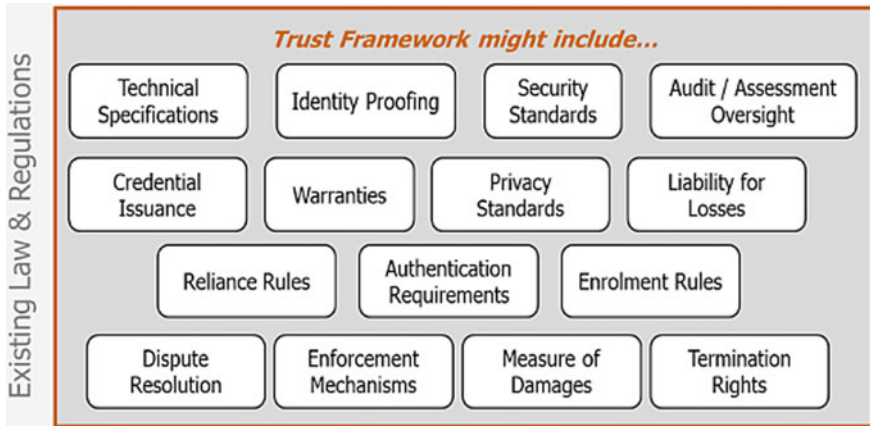 Existing Law & Regulations
Trust Framework might include...
Technical
Specifications
Identity Proofing
Security
Standards
Audit / Assessment
Oversight
Credential
Issuance
Warranties
Privacy
Standards
Liability for
Losses
Reliance Rules
Authentication
Requirements
Enrolment Rules
Dispute
Resolution
Enforcement
Mechanisms
Measure of
Damages
Termination
Rights